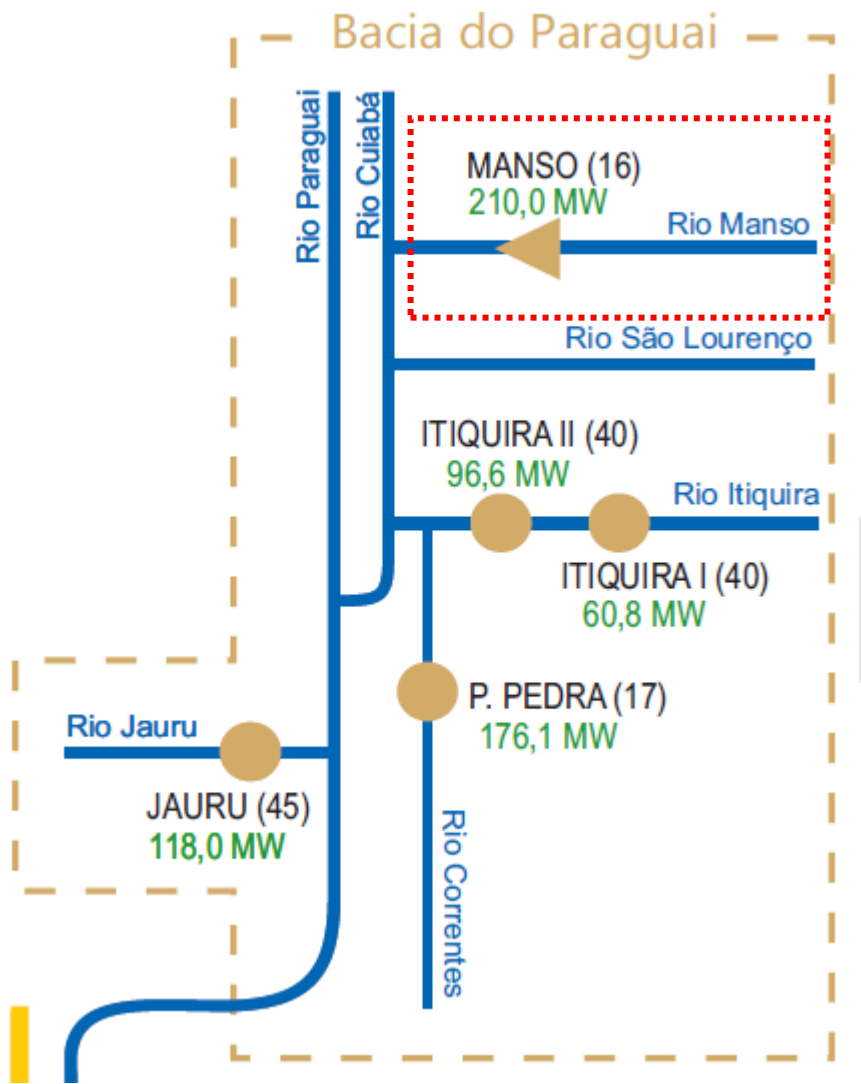 Bacia do Paraguai
Rio Paraguai
Rio Cuiabá
MANSO (16)
210,0 MW
Rio Manso
Rio São Lourenço
ITIQUIRA II (40)
96,6 MW
Rio Itiquira
ITIQUIRA I (40)
60,8 MW
P. PEDRA (17)
176,1 MW
Rio Jauru
JAURU (45)
118,0 MW
Rio Correntes